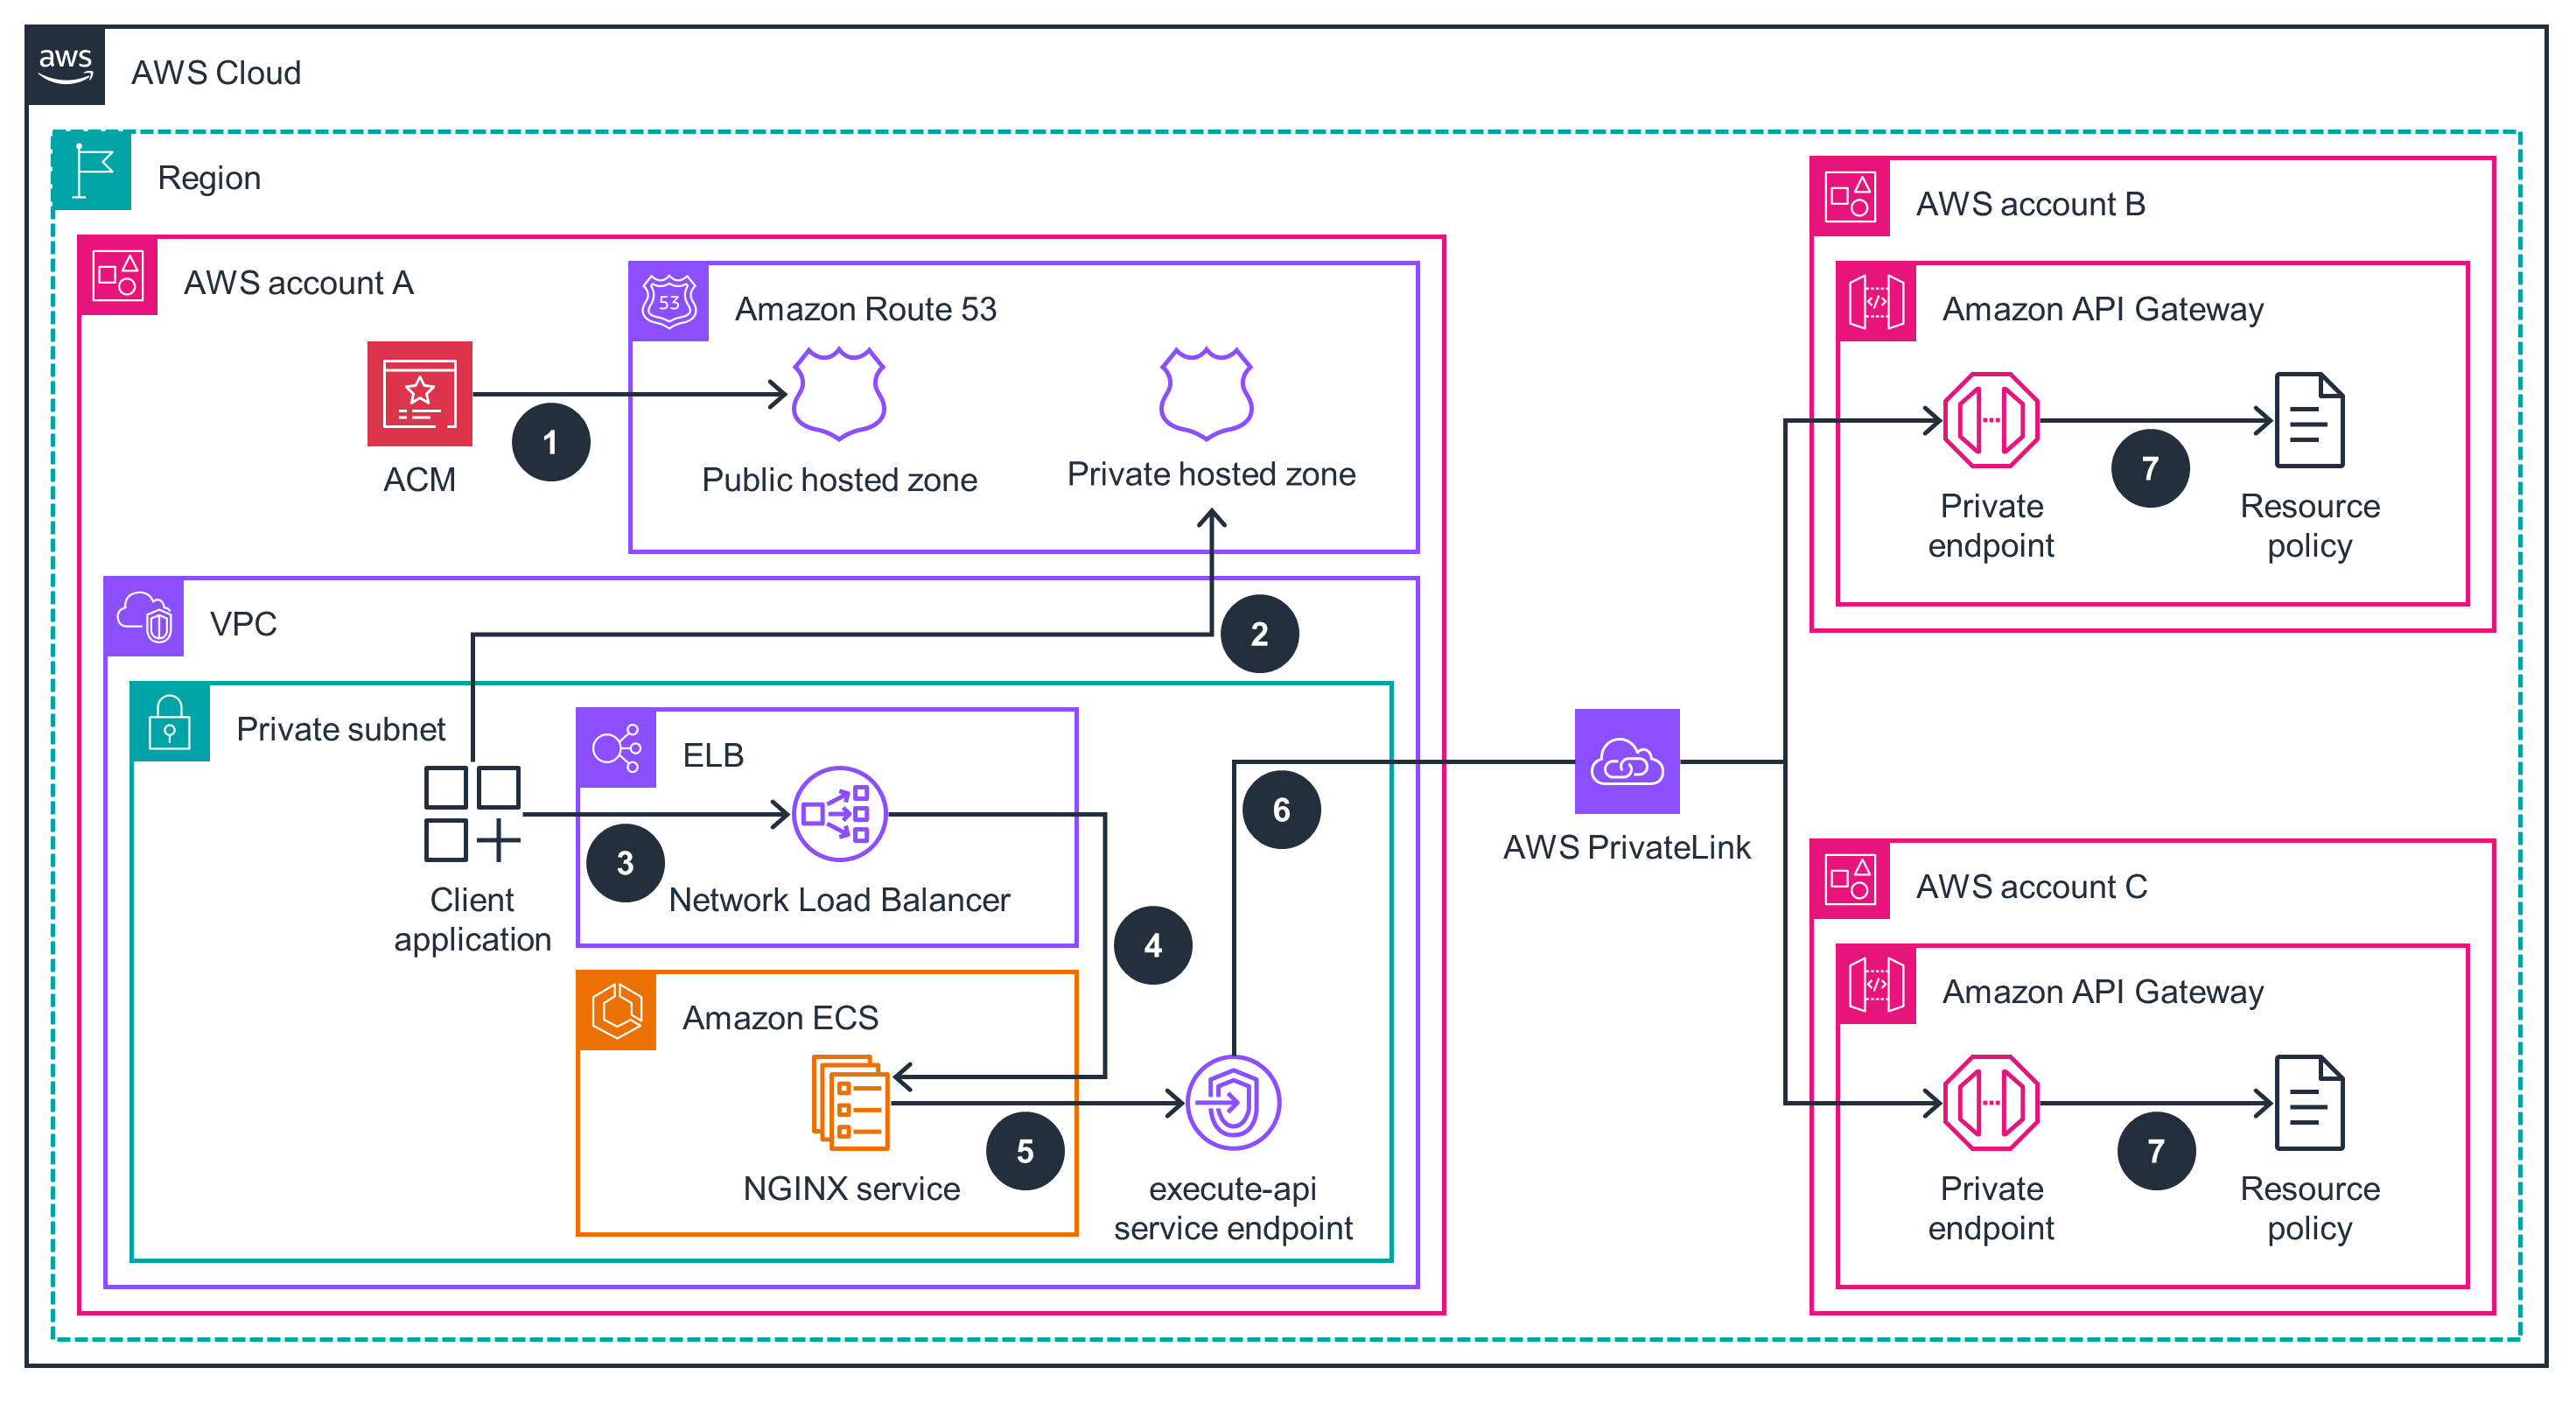 aws
AWS Cloud
Region
AWS account A
ACM
1
53
Amazon Route 53
Public hosted zone
Private hosted zone
VPC
2
Private subnet
Client
application
3
ELB
Network Load Balancer
4
Amazon ECS
NGINX service
5
execute-api
service endpoint
6
AWS PrivateLink
AWS account B
Amazon API Gateway
Private
endpoint
7
Resource
policy
AWS account C
Amazon API Gateway
Private
endpoint
7
Resource
policy